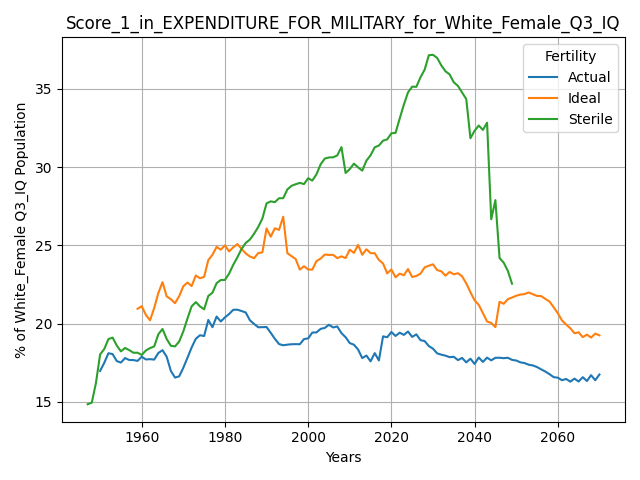 Score_1_in_EXPENDITURE_FOR_MILITARY_for_White_Female_Q3_IQ
% of White_Female Q3_IQ Population
35
30
25
20
15
Fertility
Actual
Ideal
Sterile
1960 1980 2000 2020 2040 2060
Years